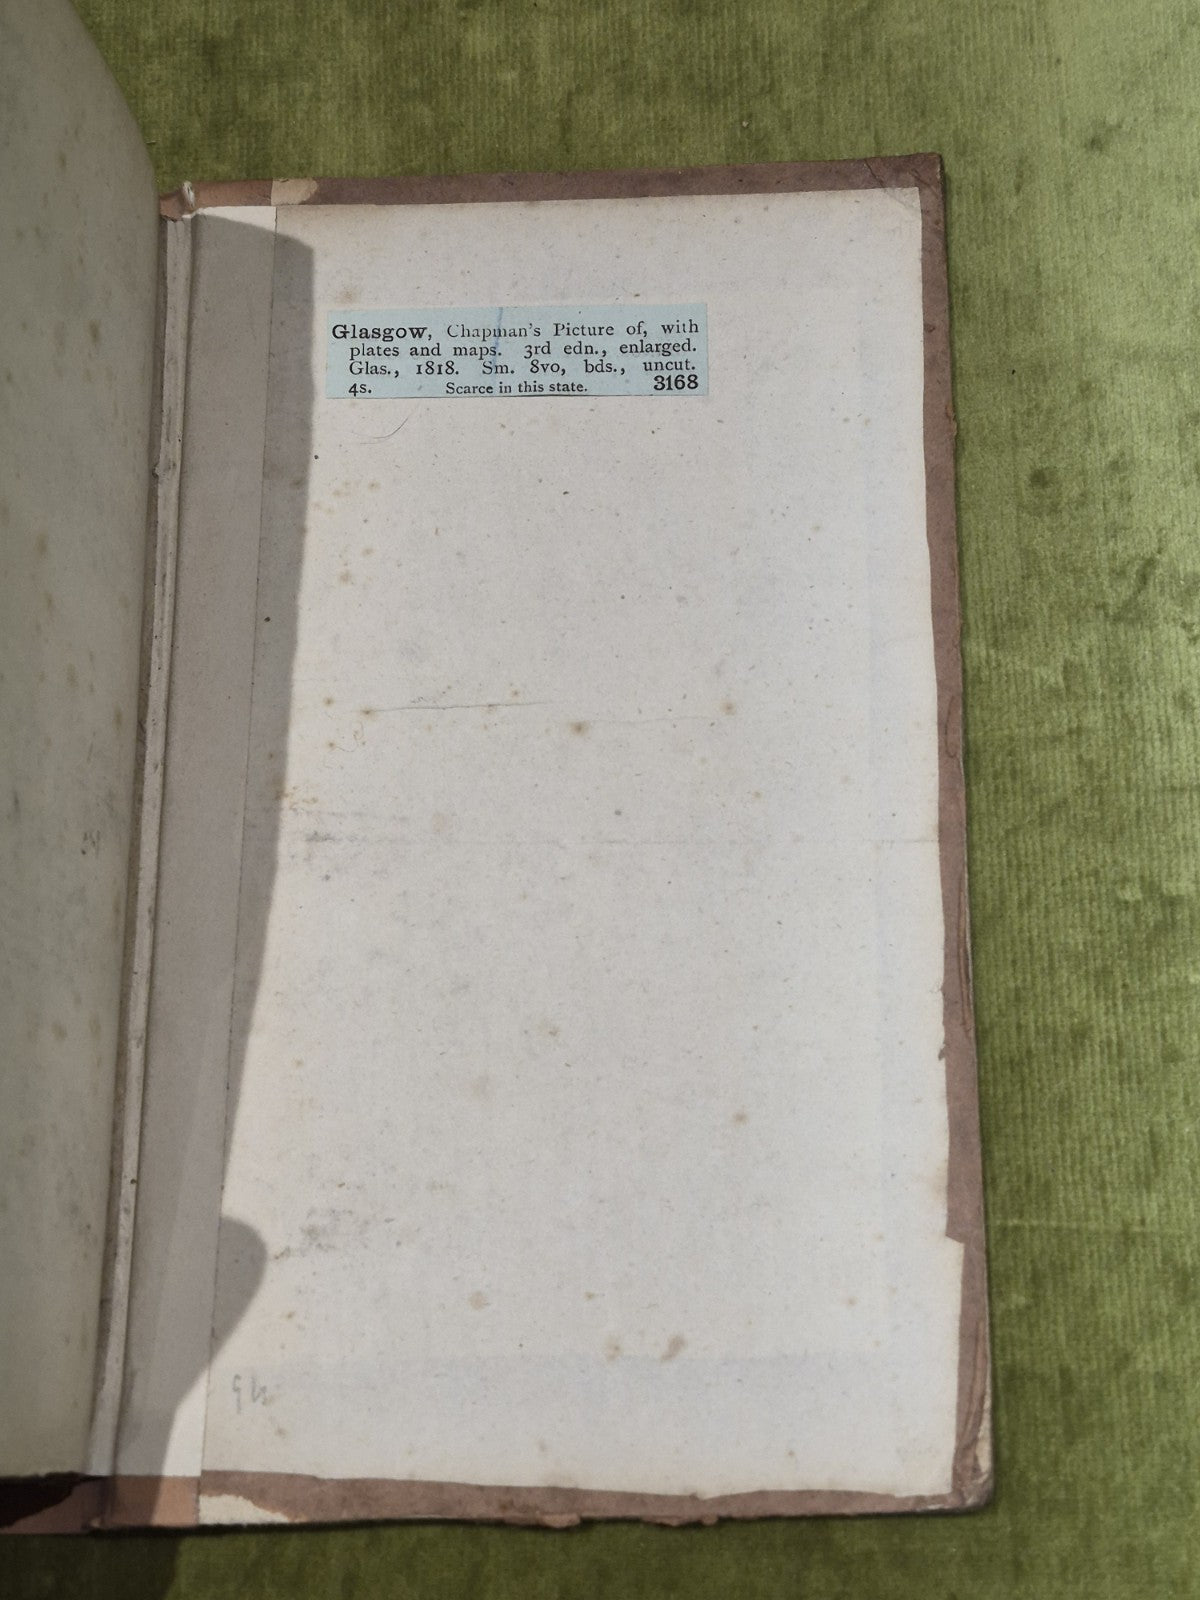 Glasgow, Chapman's Picture of, with
plates and maps. 3rd edn., enlarged.
Glas., 1818. Sm. 8vo, bds., uncut.
4s. Scarce in this state. 3168